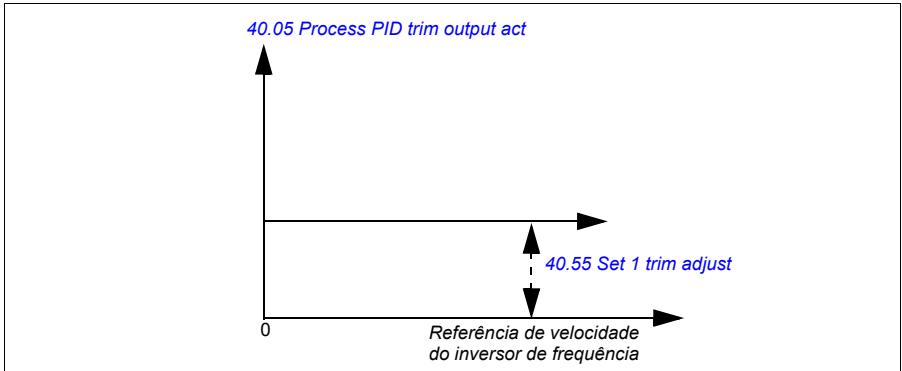 40.05 Process PID trim output act
40.55 Set 1 trim adjust
0
Referência de velocidade
do inversor de frequência